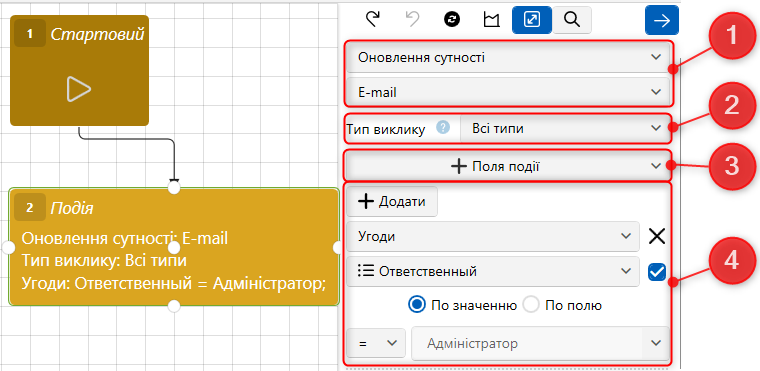 1 Стартовий
2 Подія
Оновлення сутності: E-mail
Тип виклику: Всі типи
Угоди: Ответственный = Адміністратор;
Оновлення сутності
E-mail
Тип виклику ? Всі типи
Поля події
Додати
Угоди
Ответственный
По значенню По полю
= Адміністратор
1
2
3
4